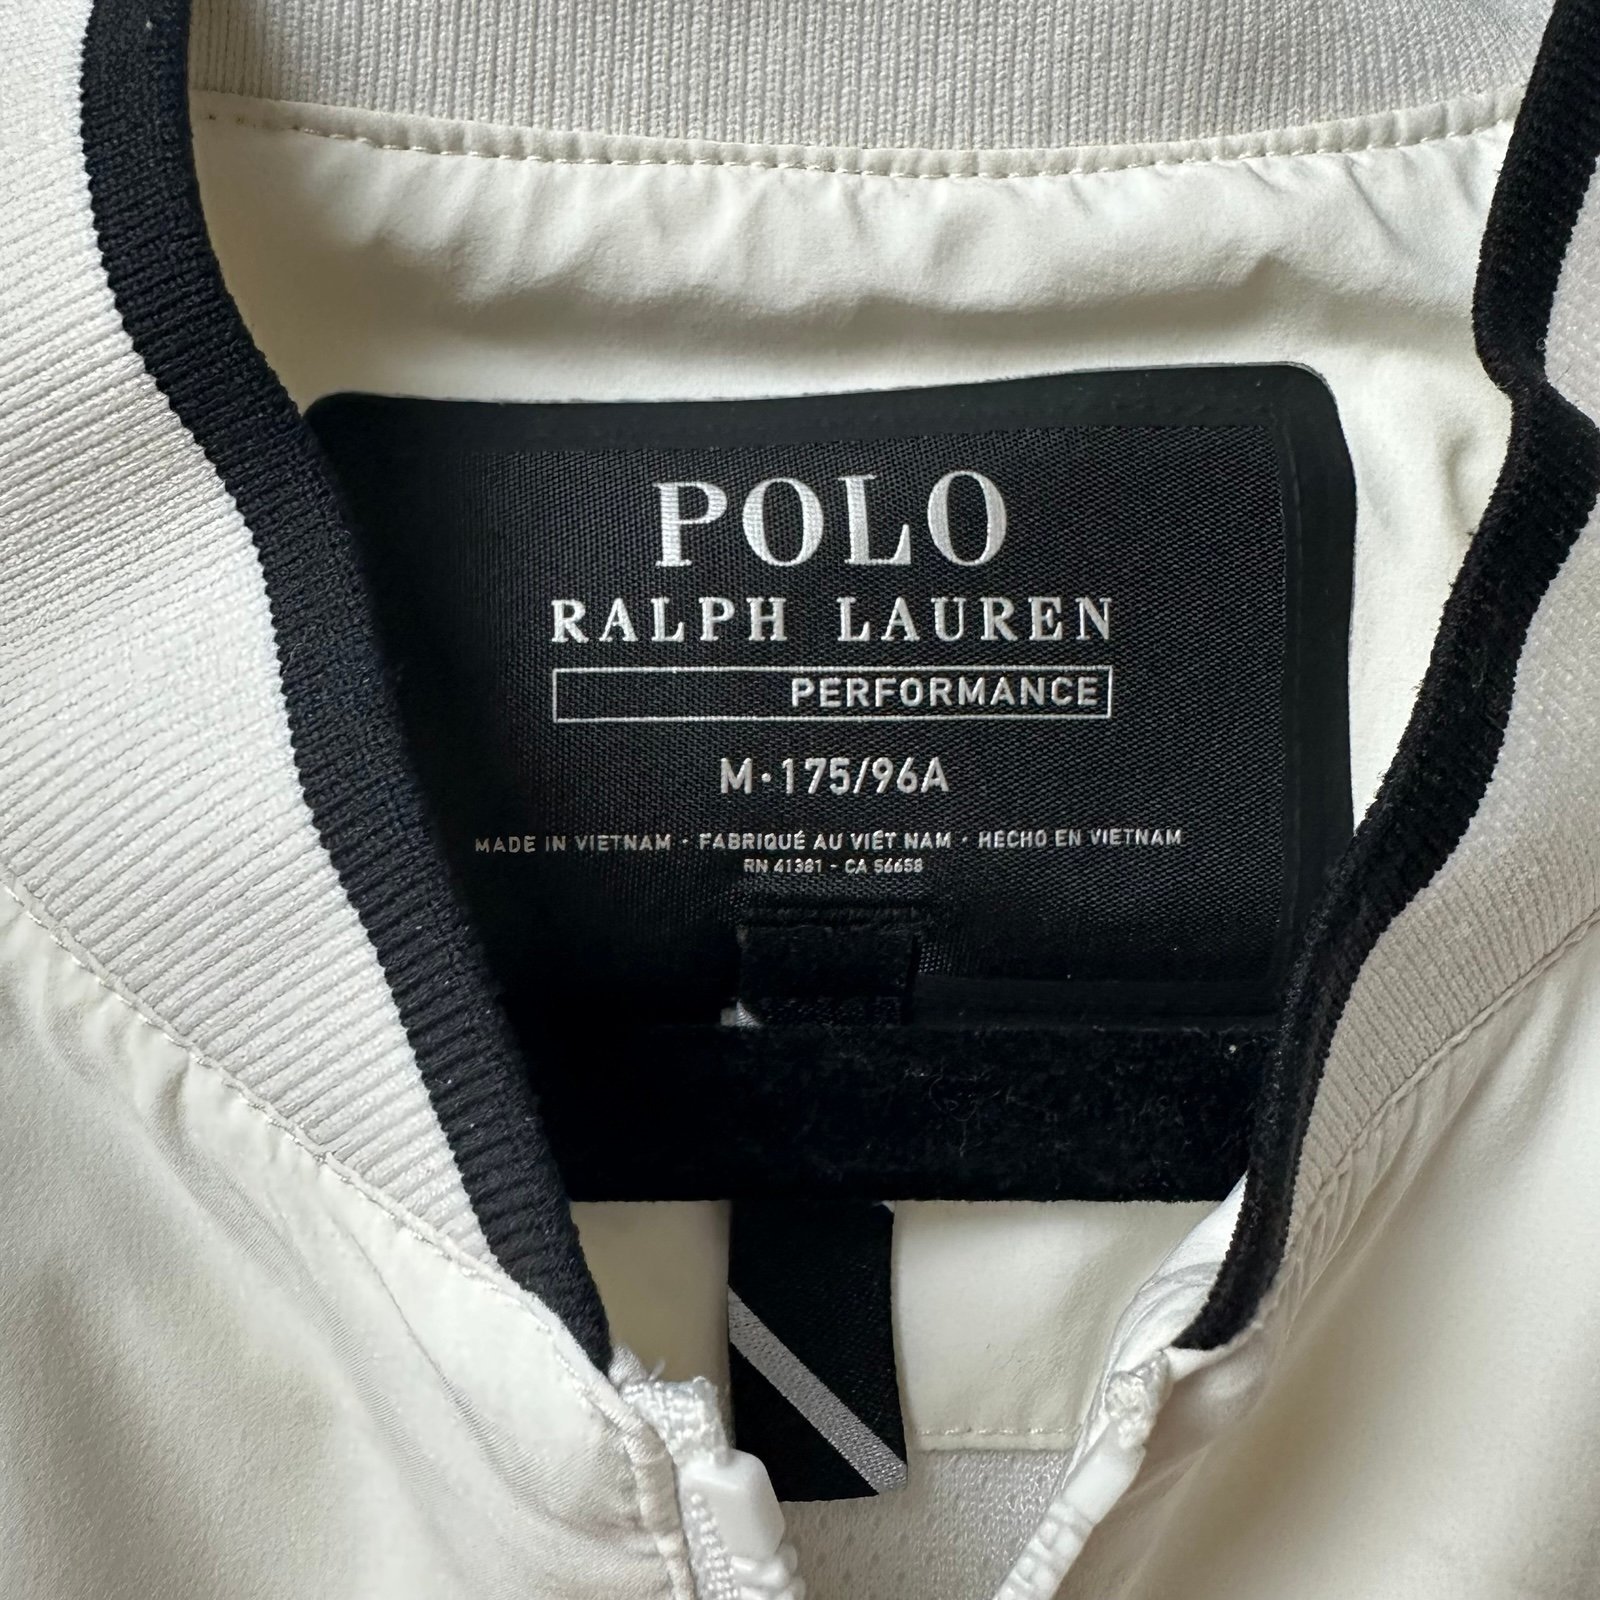 POLO
RALPH LAUREN
PERFORMANCE
M·175/96A
MADE IN VIETNAM · FABRIQUÉ AU VIÊT NAM · HECHO EN VIETNAM
RN 41381 - CA 56658